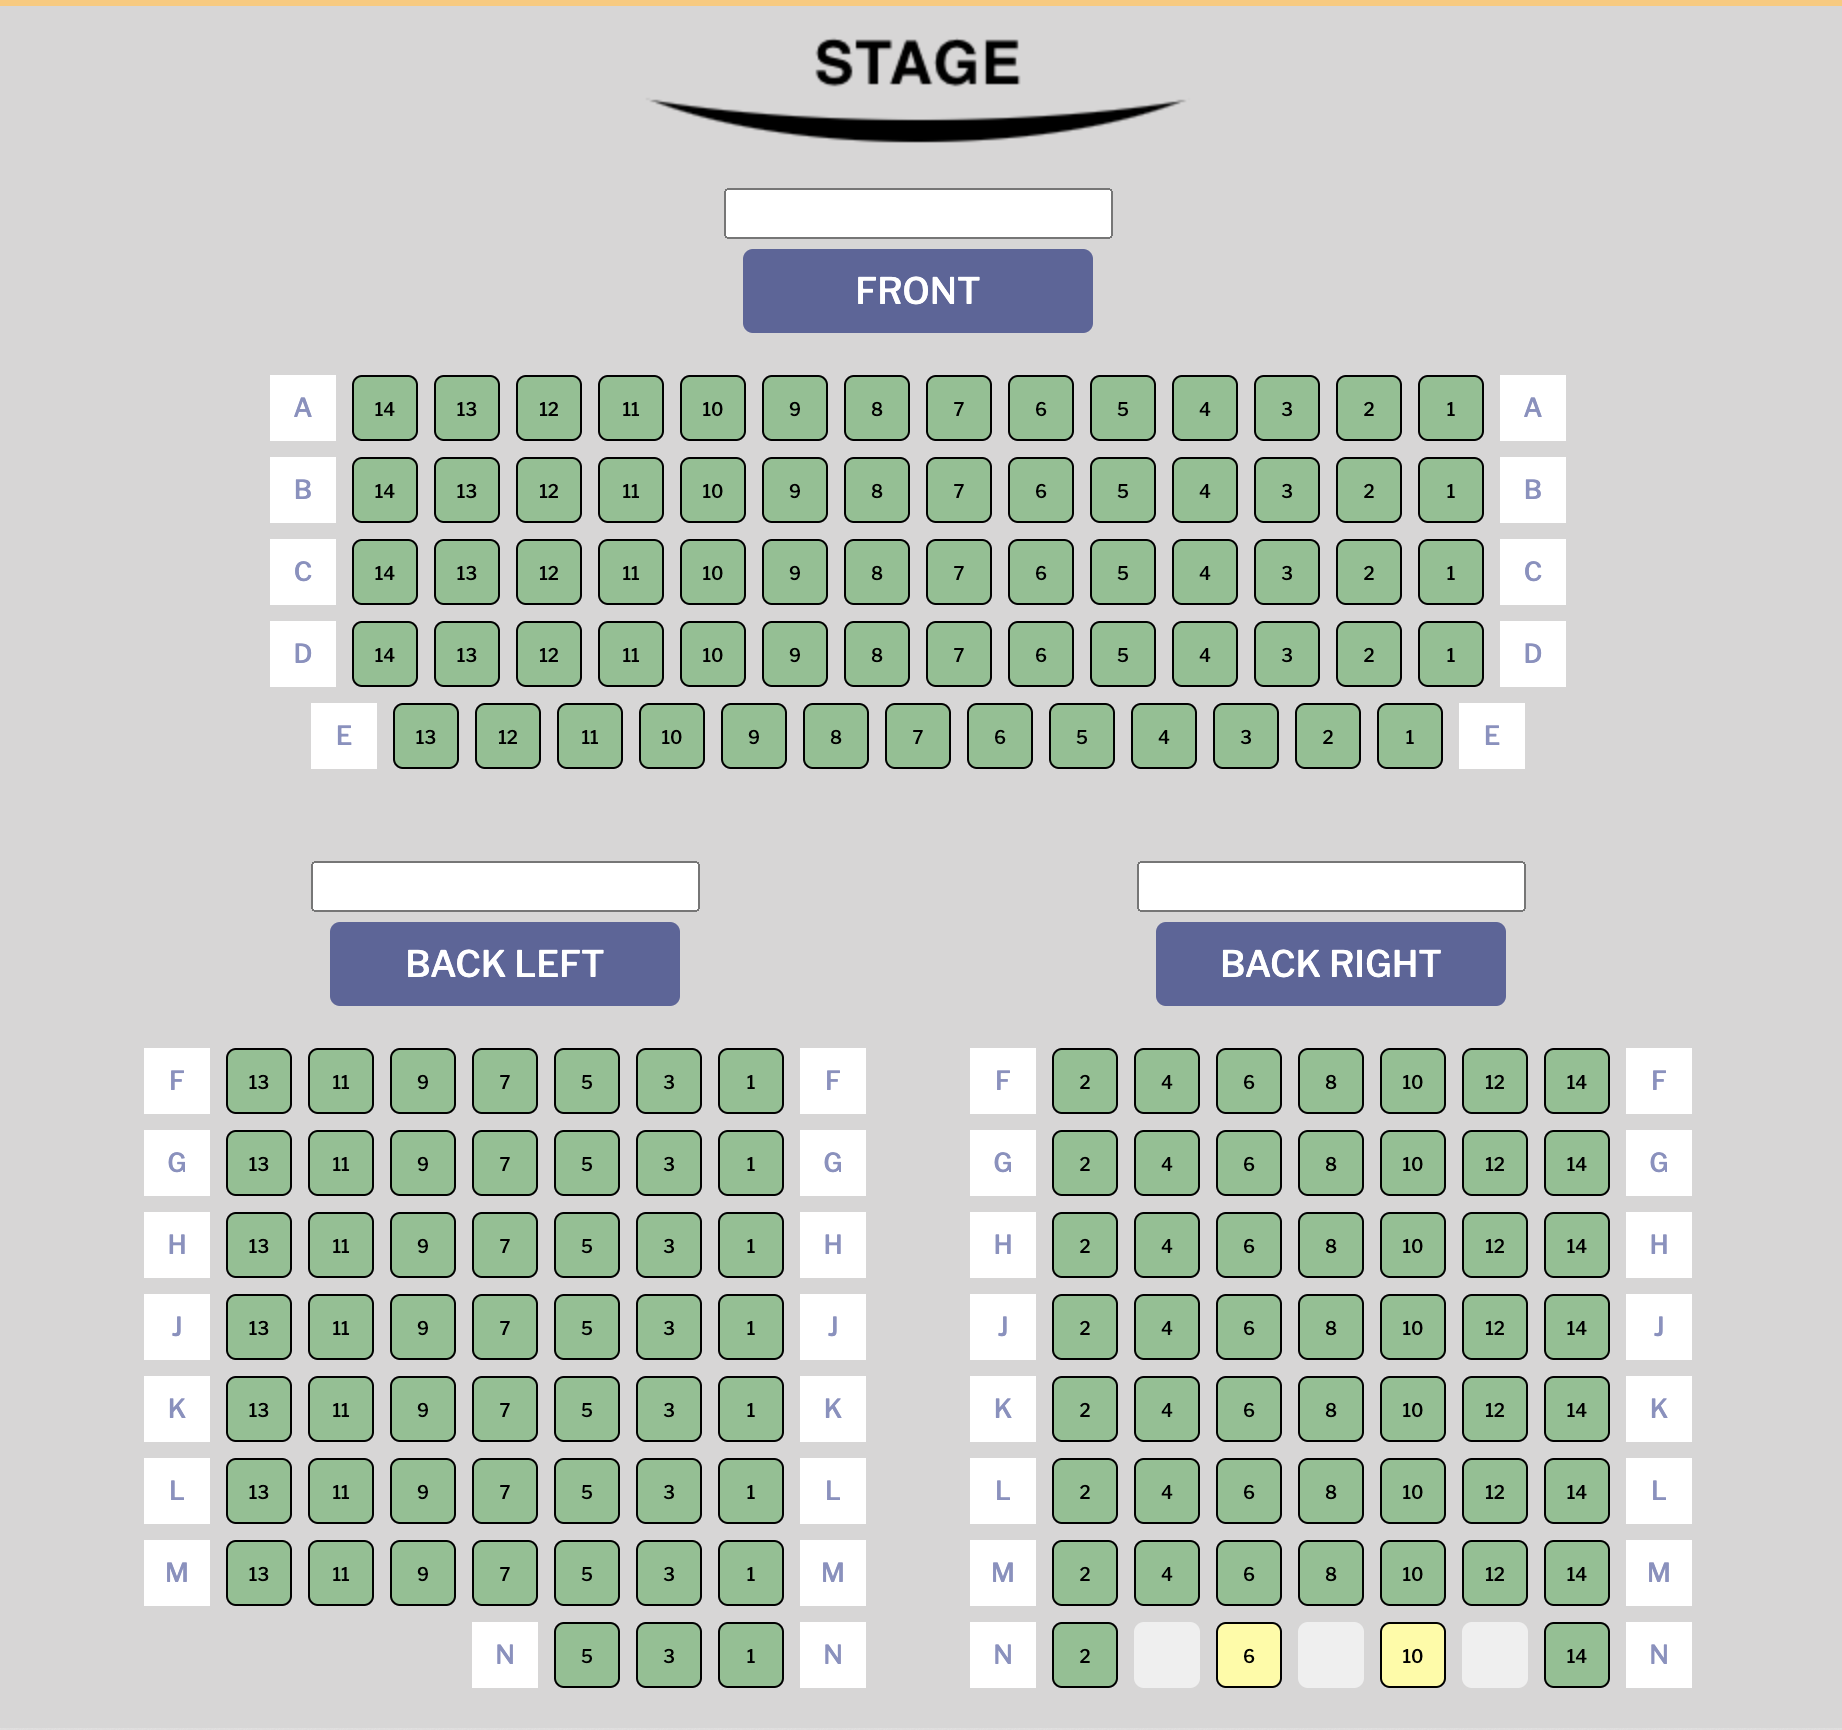 STAGE
FRONT
A 14 13 12 11 10 9 8 7 6 5 4 3 2 1 A
B 14 13 12 11 10 9 8 7 6 5 4 3 2 1 B
C 14 13 12 11 10 9 8 7 6 5 4 3 2 1 C
D 14 13 12 11 10 9 8 7 6 5 4 3 2 1 D
E 13 12 11 10 9 8 7 6 5 4 3 2 1 E
BACK LEFT
F 13 11 9 7 5 3 1 F
G 13 11 9 7 5 3 1 G
H 13 11 9 7 5 3 1 H
J 13 11 9 7 5 3 1 J
K 13 11 9 7 5 3 1 K
L 13 11 9 7 5 3 1 L
M 13 11 9 7 5 3 1 M
N 5 3 1 N
BACK RIGHT
F 2 4 6 8 10 12 14 F
G 2 4 6 8 10 12 14 G
H 2 4 6 8 10 12 14 H
J 2 4 6 8 10 12 14 J
K 2 4 6 8 10 12 14 K
L 2 4 6 8 10 12 14 L
M 2 4 6 8 10 12 14 M
N 2 6 10 14 N